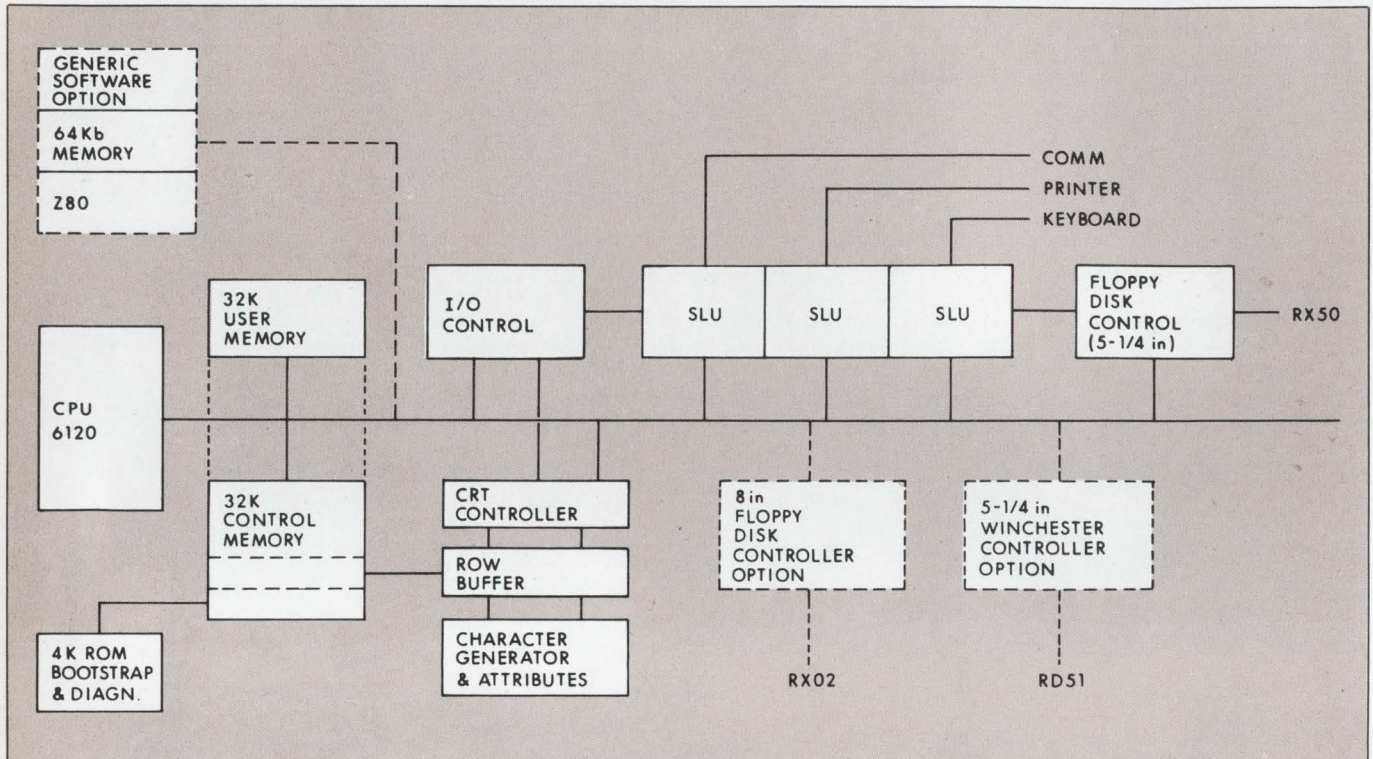 GENERIC
SOFTWARE
OPTION
64Kb
MEMORY
Z80
COMM
PRINTER
KEYBOARD
32K
USER
MEMORY
I/O
CONTROL
SLU
SLU
SLU
FLOPPY
DISK
CONTROL
(5-1/4 in)
RX50
CPU
6120
32K
CONTROL
MEMORY
CRT
CONTROLLER
ROW
BUFFER
CHARACTER
GENERATOR
& ATTRIBUTES
8 in
FLOPPY
DISK
CONTROLLER
OPTION
5-1/4 in
WINCHESTER
CONTROLLER
OPTION
4K ROM
BOOTSTRAP
& DIAGN.
RX02
RD51